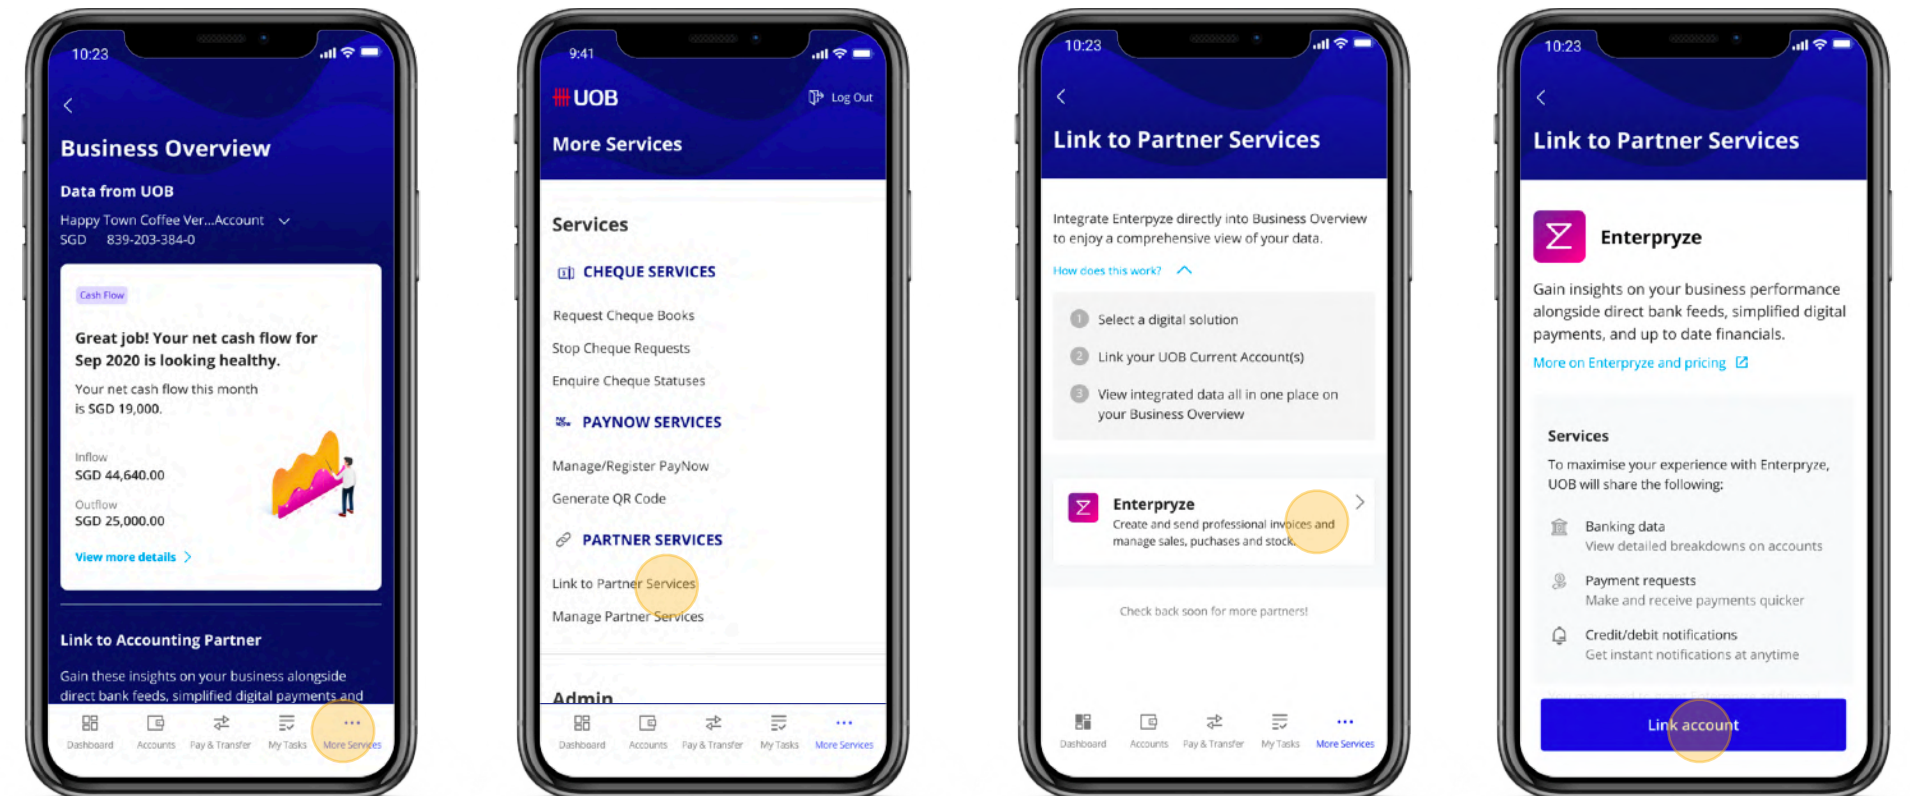 10:23
Business Overview
Data from UOB
Happy Town Coffee Ver...Account
SGD 839-203-384-0
Cash Flow
Great job! Your net cash flow for
Sep 2020 is looking healthy.
Your net cash flow this month
is SGD 19,000.
Inflow
SGD 44,640.00
Outflow
SGD 25,000.00
View more details
Link to Accounting Partner
Gain these insights on your business alongside
direct bank feeds, simplified digital payments and
Dashboard Accounts Pay & Transfer My Tasks More Services
9:41
UOB Log Out
More Services
Services
CHEQUE SERVICES
Request Cheque Books
Stop Cheque Requests
Enquire Cheque Statuses
PAYNOW SERVICES
Manage/Register PayNow
Generate QR Code
PARTNER SERVICES
Link to Partner Services
Manage Partner Services
Admin
Dashboard Accounts Pay & Transfer My Tasks More Services
10:23
Link to Partner Services
Integrate Enterpyze directly into Business Overview
to enjoy a comprehensive view of your data.
How does this work?
1 Select a digital solution
2 Link your UOB Current Account(s)
3 View integrated data all in one place on
your Business Overview
Enterpryze
Create and send professional invoices and
manage sales, puchases and stock.
Check back soon for more partners!
Dashboard Accounts Pay & Transfer My Tasks More Services
10:23
Link to Partner Services
Enterpryze
Gain insights on your business performance
alongside direct bank feeds, simplified digital
payments, and up to date financials.
More on Enterpryze and pricing
Services
To maximise your experience with Enterpryze,
UOB will share the following:
Banking data
View detailed breakdowns on accounts
Payment requests
Make and receive payments quicker
Credit/debit notifications
Get instant notifications at anytime
Link account